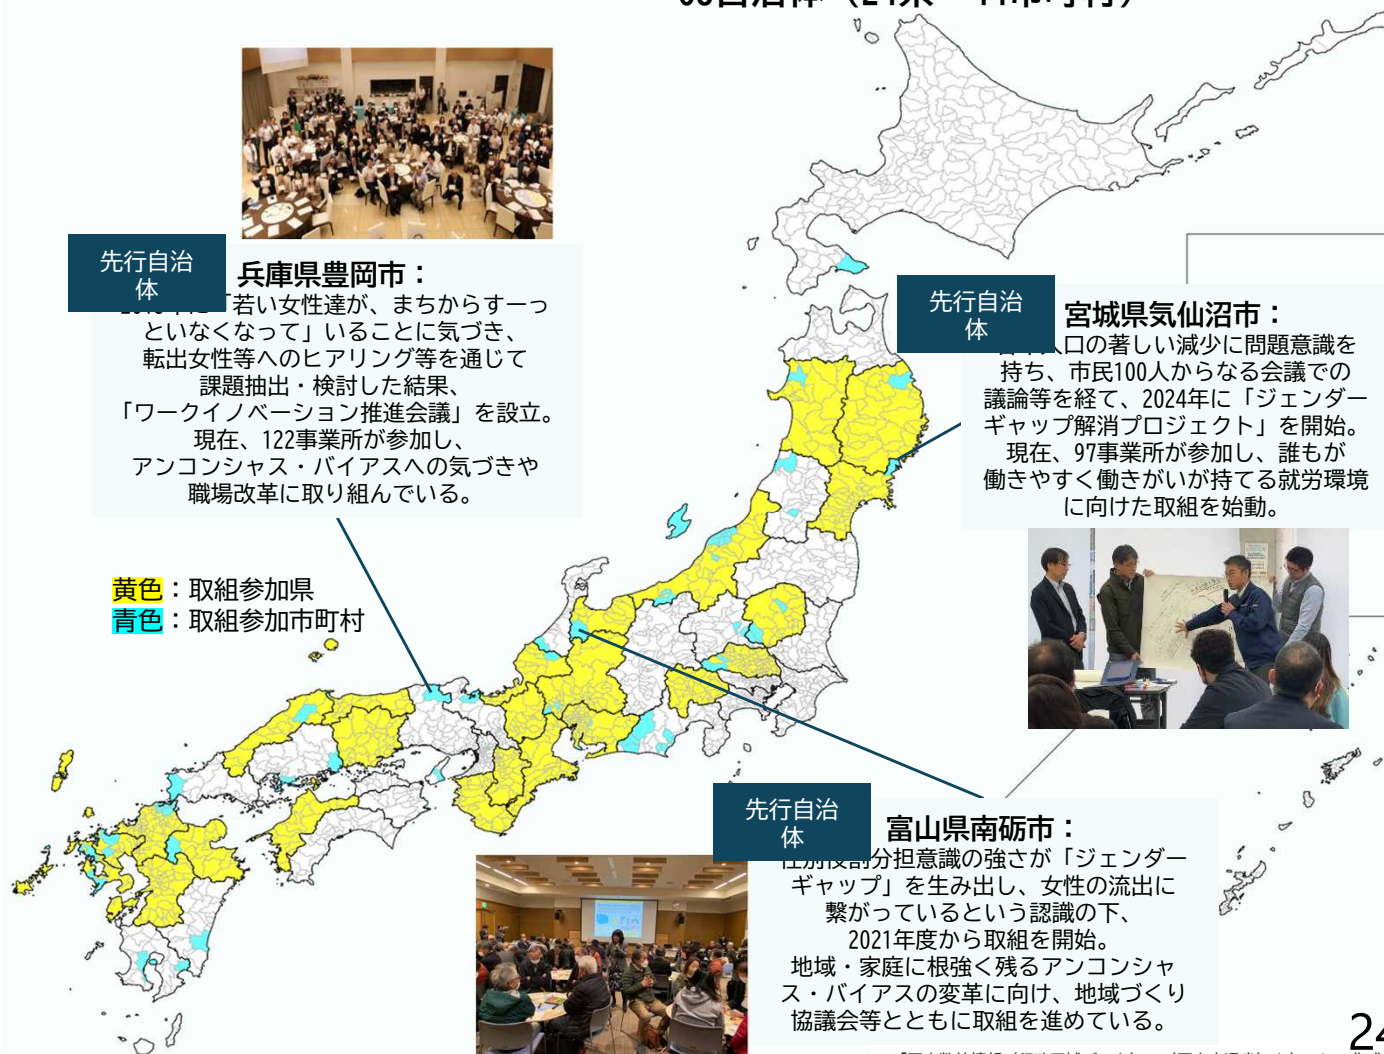 先行自治
体
兵庫県豊岡市：
「若い女性達が、まちからすーっ
といなくなって」いることに気づき、
転出女性等へのヒアリング等を通じて
課題抽出・検討した結果、
「ワークイノベーション推進会議」を設立。
現在、122事業所が参加し、
アンコンシャス・バイアスへの気づきや
職場改革に取り組んでいる。
先行自治
体
宮城県気仙沼市：
人口の著しい減少に問題意識を
持ち、市民100人からなる会議での
議論等を経て、2024年に「ジェンダー
ギャップ解消プロジェクト」を開始。
現在、97事業所が参加し、誰もが
働きやすく働きがいが持てる就労環境
に向けた取組を始動。
黄色：取組参加県
青色：取組参加市町村
先行自治
体
富山県南砺市：
分担意識の強さが「ジェンダー
ギャップ」を生み出し、女性の流出に
繋がっているという認識の下、
2021年度から取組を開始。
地域・家庭に根強く残るアンコンシャ
ス・バイアスの変革に向け、地域づくり
協議会等とともに取組を進めている。
24